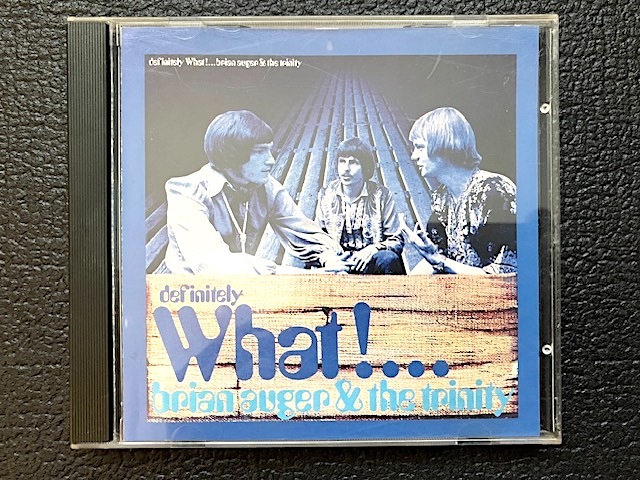 definitely What!... brian auger & the trinity
definitely
What!....
brian auger & the trinity